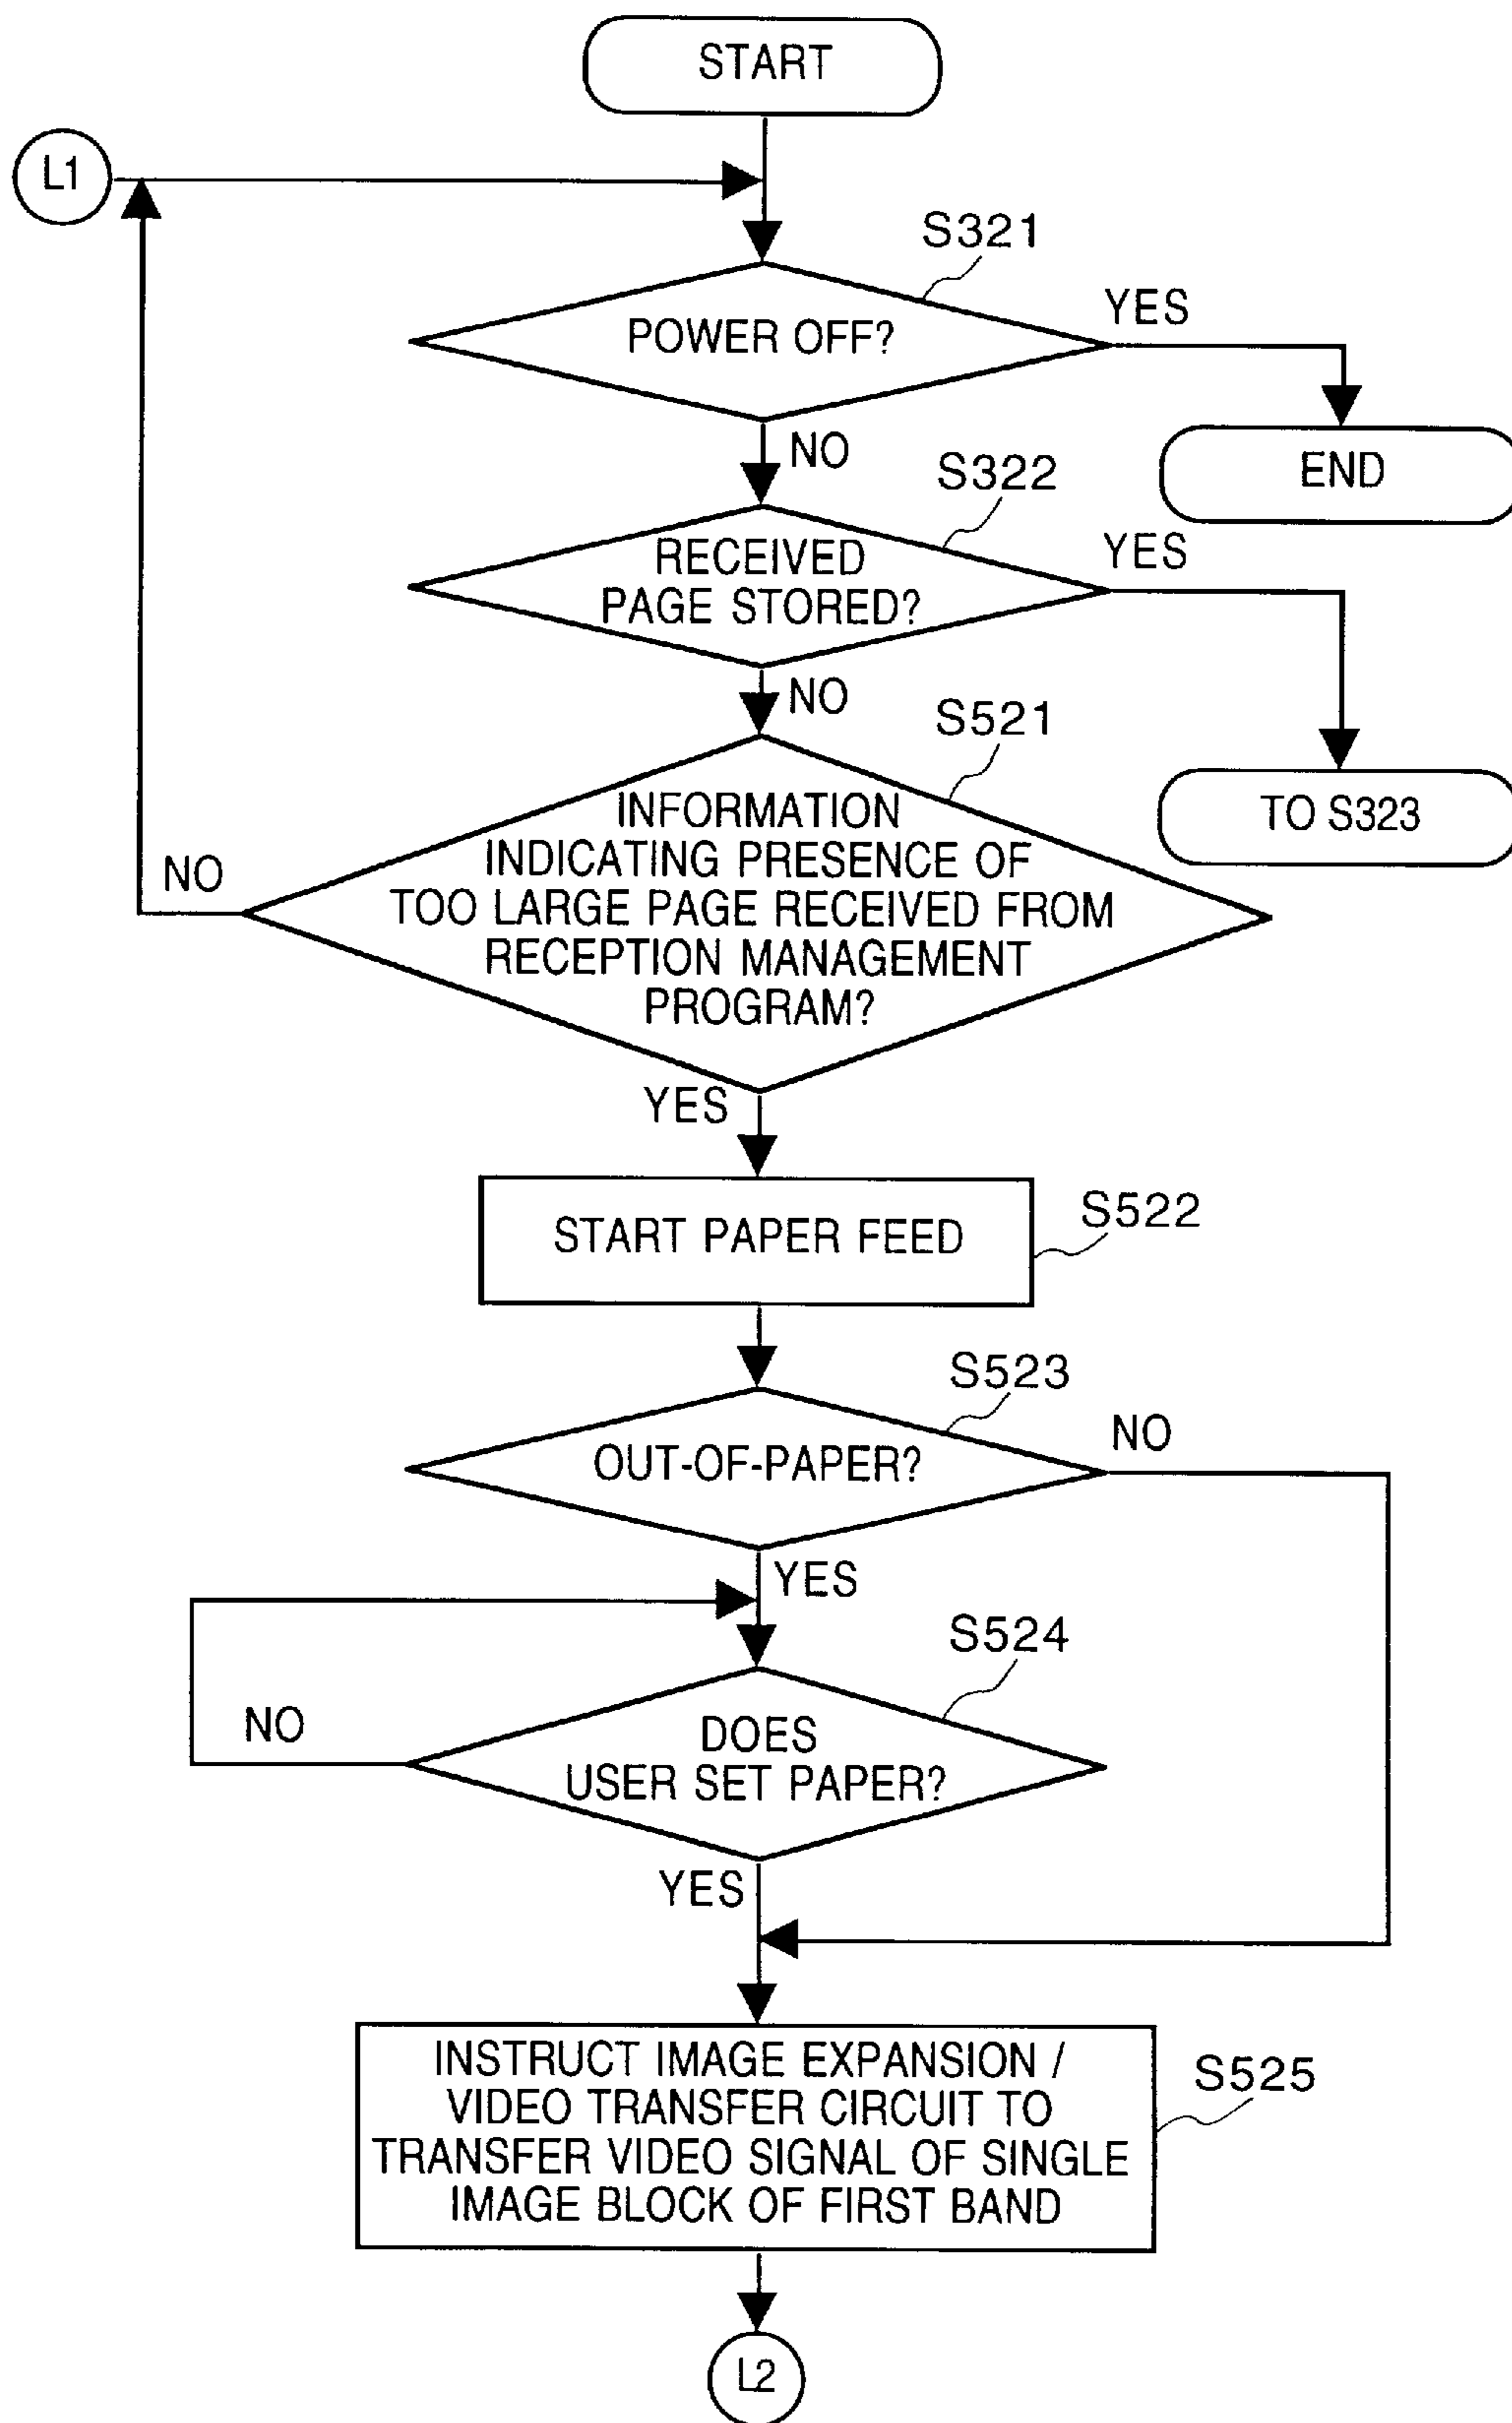 START
L1
S321
POWER OFF?
YES
END
NO
S322
RECEIVED
PAGE STORED?
YES
TO S323
NO
S521
INFORMATION
INDICATING PRESENCE OF
TOO LARGE PAGE RECEIVED FROM
RECEPTION MANAGEMENT
PROGRAM?
NO
YES
START PAPER FEED
S522
S523
OUT-OF-PAPER?
NO
YES
S524
DOES
USER SET PAPER?
NO
YES
INSTRUCT IMAGE EXPANSION /
VIDEO TRANSFER CIRCUIT TO
TRANSFER VIDEO SIGNAL OF SINGLE
IMAGE BLOCK OF FIRST BAND
S525
L2